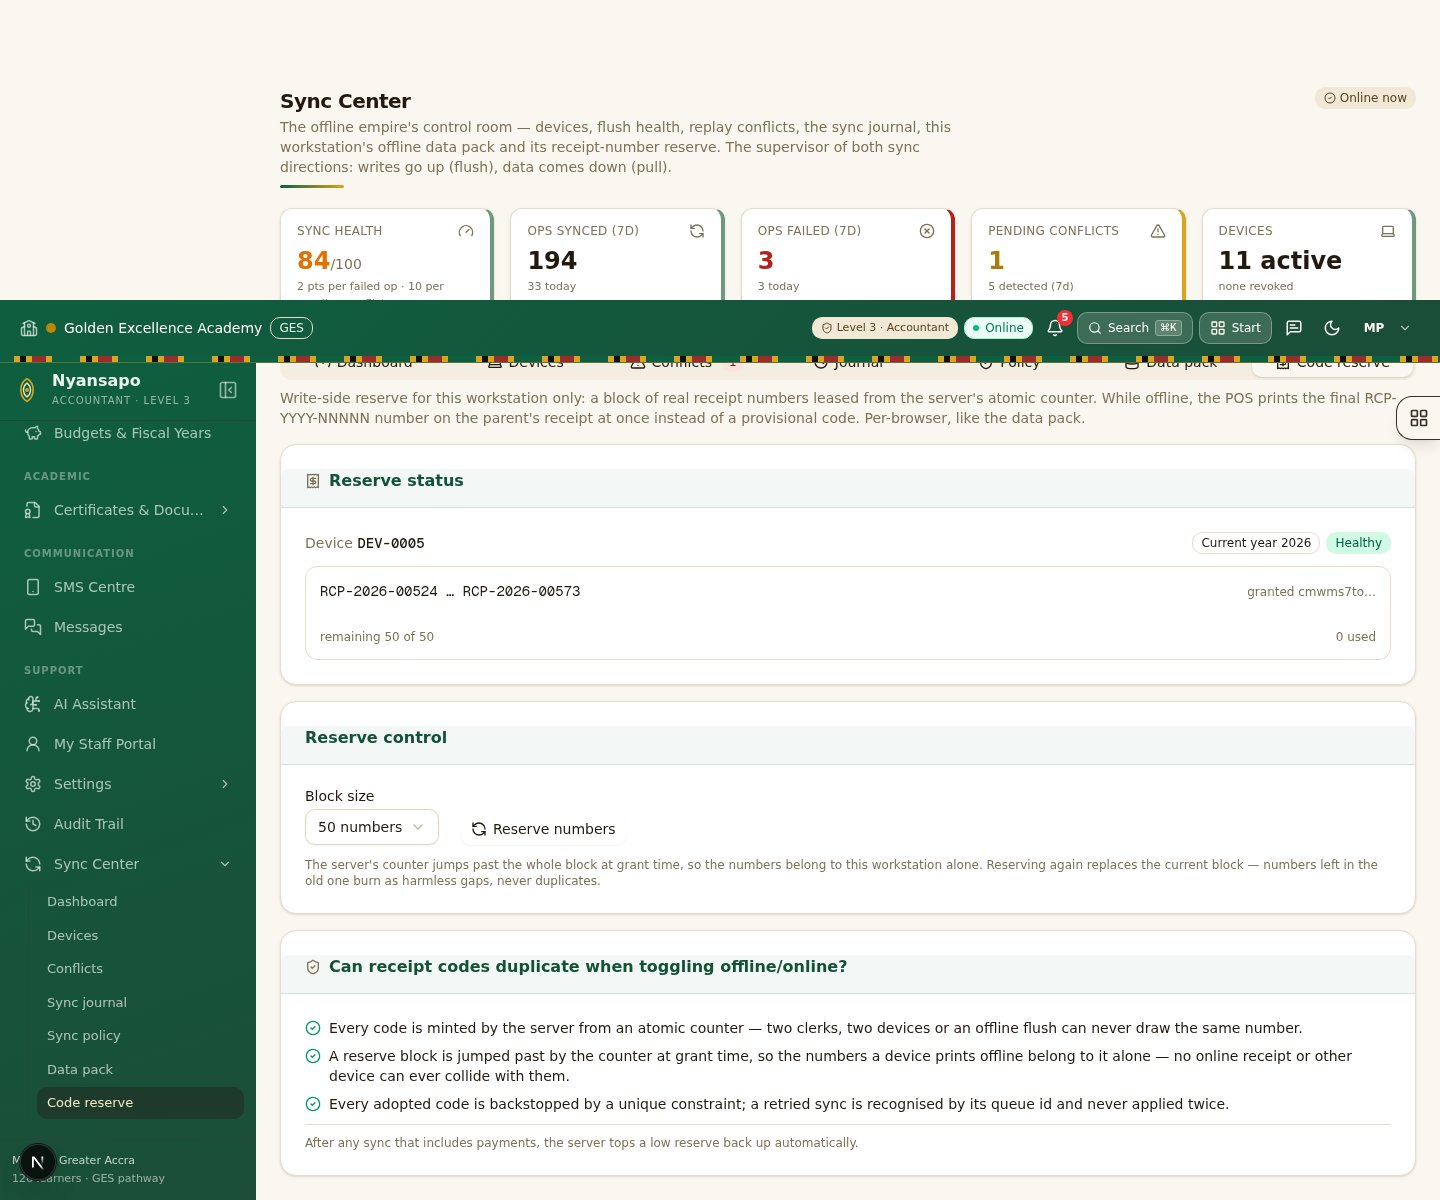 Sync Center
Online now
The offline empire's control room — devices, flush health, replay conflicts, the sync journal, this
workstation's offline data pack and its receipt-number reserve. The supervisor of both sync
directions: writes go up (flush), data comes down (pull).
SYNC HEALTH
84/100
2 pts per failed op · 10 per
OPS SYNCED (7D)
194
33 today
OPS FAILED (7D)
3
3 today
PENDING CONFLICTS
1
5 detected (7d)
DEVICES
11 active
none revoked
Golden Excellence Academy
GES
Level 3 · Accountant
Online
5
Search
⌘K
Start
MP
Nyansapo
ACCOUNTANT · LEVEL 3
Budgets & Fiscal Years
ACADEMIC
Certificates & Docu...
COMMUNICATION
SMS Centre
Messages
SUPPORT
AI Assistant
My Staff Portal
Settings
Audit Trail
Sync Center
Dashboard
Devices
Conflicts
Sync journal
Sync policy
Data pack
Code reserve
Greater Accra
· GES pathway
N
Dashboard
Devices
Conflicts
Journal
Policy
Data pack
Code reserve
Write-side reserve for this workstation only: a block of real receipt numbers leased from the server's atomic counter. While offline, the POS prints the final RCP-
YYYY-NNNNN number on the parent's receipt at once instead of a provisional code. Per-browser, like the data pack.
Reserve status
Device DEV-0005
Current year 2026
Healthy
RCP-2026-00524 … RCP-2026-00573
granted cmwms7to...
remaining 50 of 50
0 used
Reserve control
Block size
50 numbers
Reserve numbers
The server's counter jumps past the whole block at grant time, so the numbers belong to this workstation alone. Reserving again replaces the current block — numbers left in the
old one burn as harmless gaps, never duplicates.
Can receipt codes duplicate when toggling offline/online?
Every code is minted by the server from an atomic counter — two clerks, two devices or an offline flush can never draw the same number.
A reserve block is jumped past by the counter at grant time, so the numbers a device prints offline belong to it alone — no online receipt or other
device can ever collide with them.
Every adopted code is backstopped by a unique constraint; a retried sync is recognised by its queue id and never applied twice.
After any sync that includes payments, the server tops a low reserve back up automatically.